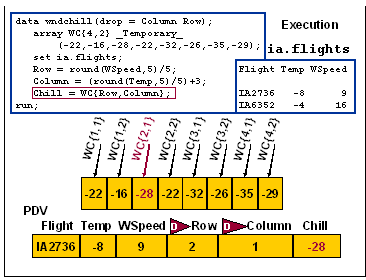 data wndchill(drop = Column Row);
array WC{4,2} _Temporary_
(-22,-16,-28,-22,-32,-26,-35,-29);
set ia.flights;
Row = round(WSpeed,5)/5;
Column = (round(Temp,5)/5)+3;
Chill = WC{Row,Column};
run;
Execution
ia.flights
Flight Temp WSpeed
IA2736 -8 9
IA6352 -4 16
WC{1,1} WC{1,2} WC{2,1} WC{2,2} WC{3,1} WC{3,2} WC{4,1} WC{4,2}
-22 -16 -28 -22 -32 -26 -35 -29
PDV
Flight Temp WSpeed D Row D Column Chill
IA2736 -8 9 2 1 -28